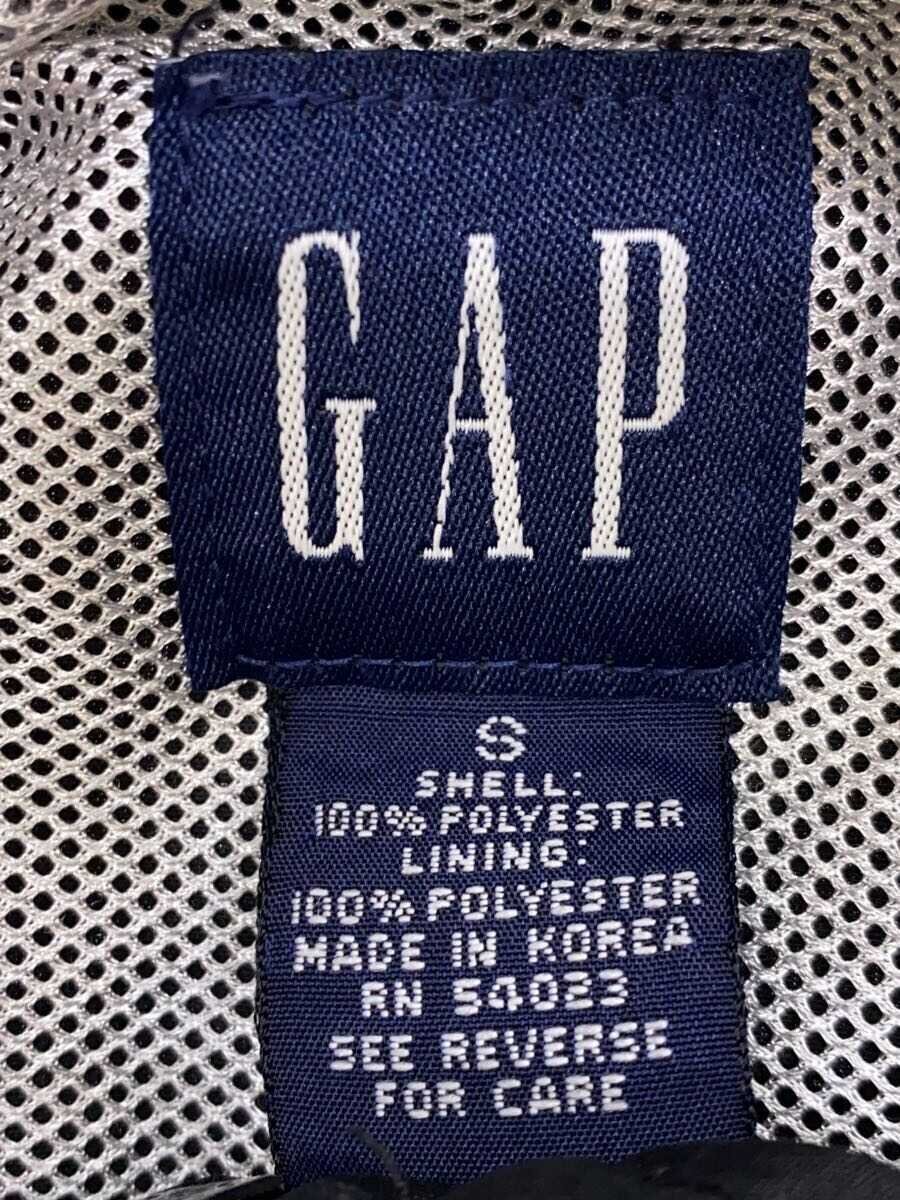 GAP
S
SHELL:
100% POLYESTER
LINING:
100% POLYESTER
MADE IN KOREA
RN 54023
SEE REVERSE
FOR CARE